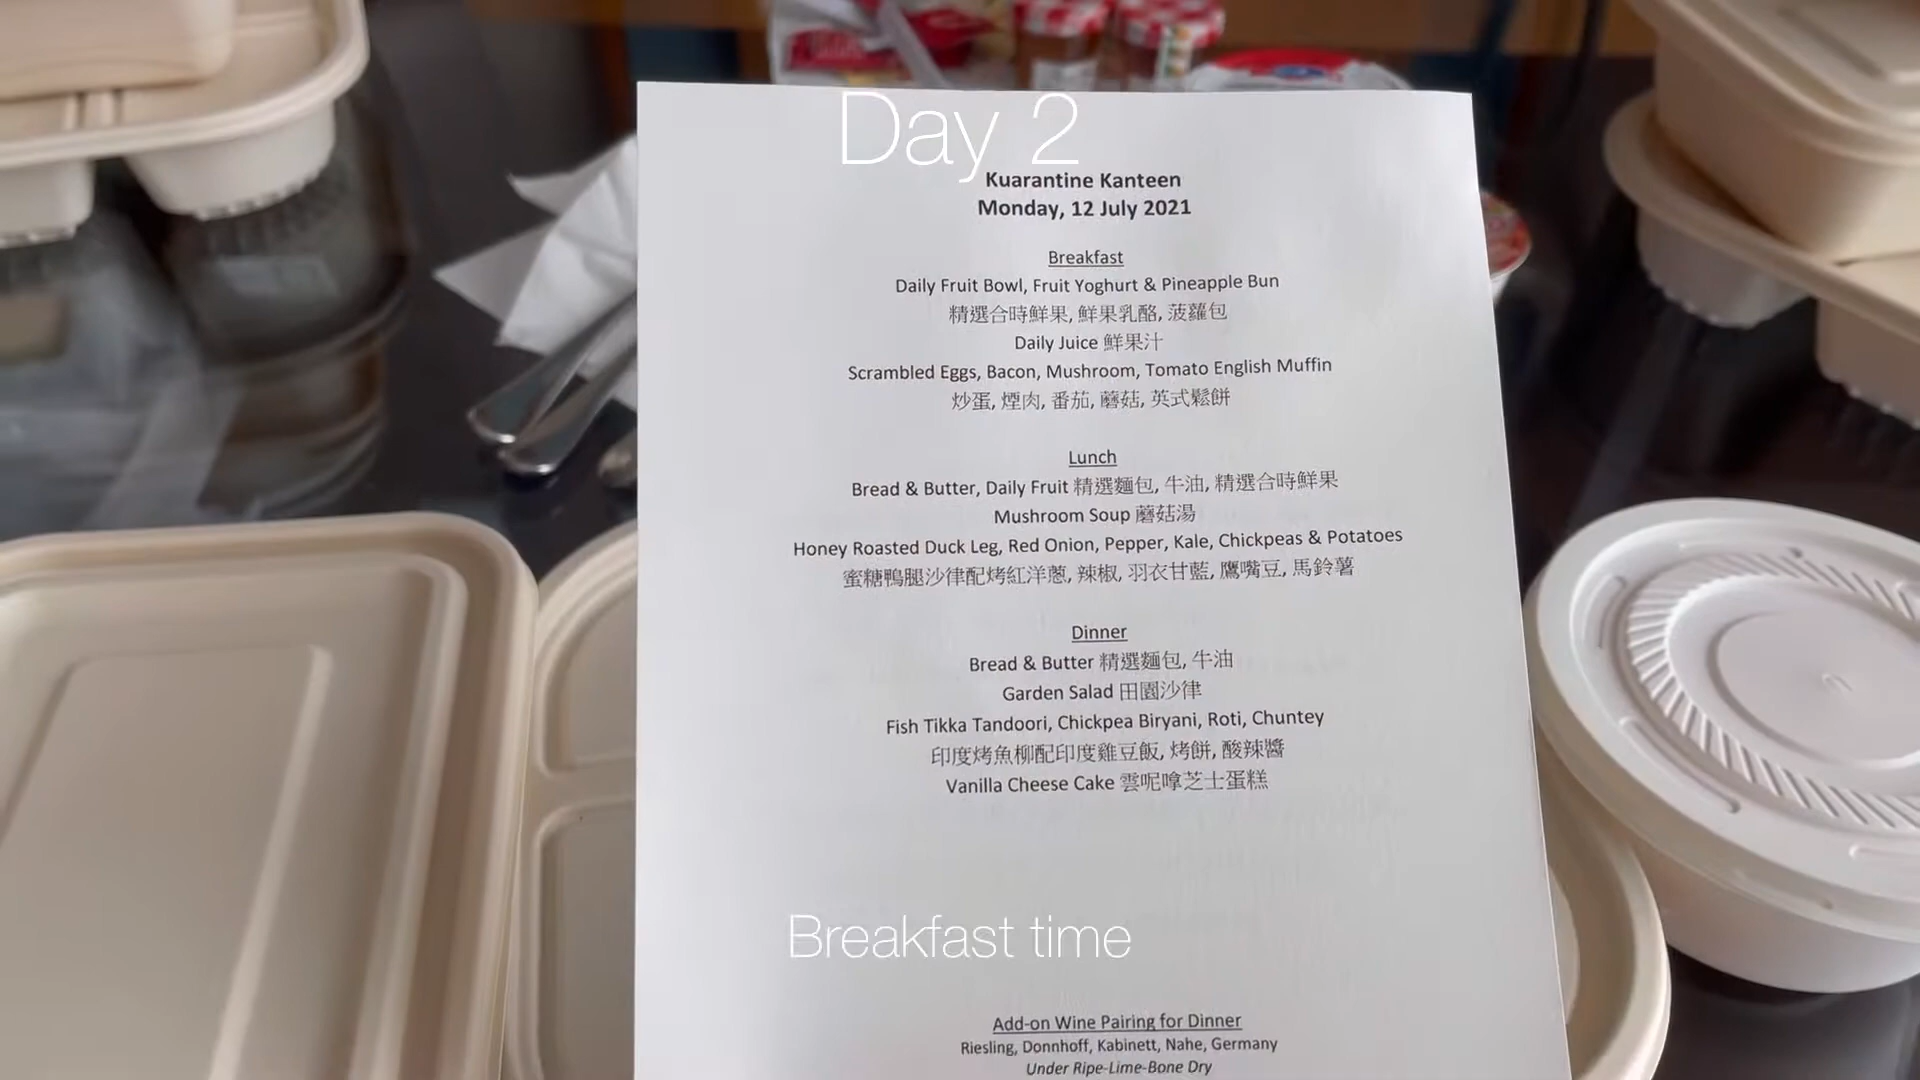 Day 2
Kuarantine Kanteen
Monday, 12 July 2021
Breakfast
Daily Fruit Bowl, Fruit Yoghurt & Pineapple Bun
精選合時鮮果, 鮮果乳酪, 菠蘿包
Daily Juice 鮮果汁
Scrambled Eggs, Bacon, Mushroom, Tomato English Muffin
炒蛋, 煙肉, 番茄, 蘑菇, 英式鬆餅
Lunch
Bread & Butter, Daily Fruit 精選麵包, 牛油, 精選合時鮮果
Mushroom Soup 蘑菇湯
Honey Roasted Duck Leg, Red Onion, Pepper, Kale, Chickpeas & Potatoes
蜜糖鴨腿沙律配烤紅洋蔥, 辣椒, 羽衣甘藍, 鷹嘴豆, 馬鈴薯
Dinner
Bread & Butter 精選麵包, 牛油
Garden Salad 田園沙律
Fish Tikka Tandoori, Chickpea Biryani, Roti, Chuntey
印度烤魚柳配印度雞豆飯, 烤餅, 酸辣醬
Vanilla Cheese Cake 雲呢嗱芝士蛋糕
Breakfast time
Add-on Wine Pairing for Dinner
Riesling, Donnhoff, Kabinett, Nahe, Germany
Under Ripe-Lime-Bone Dry